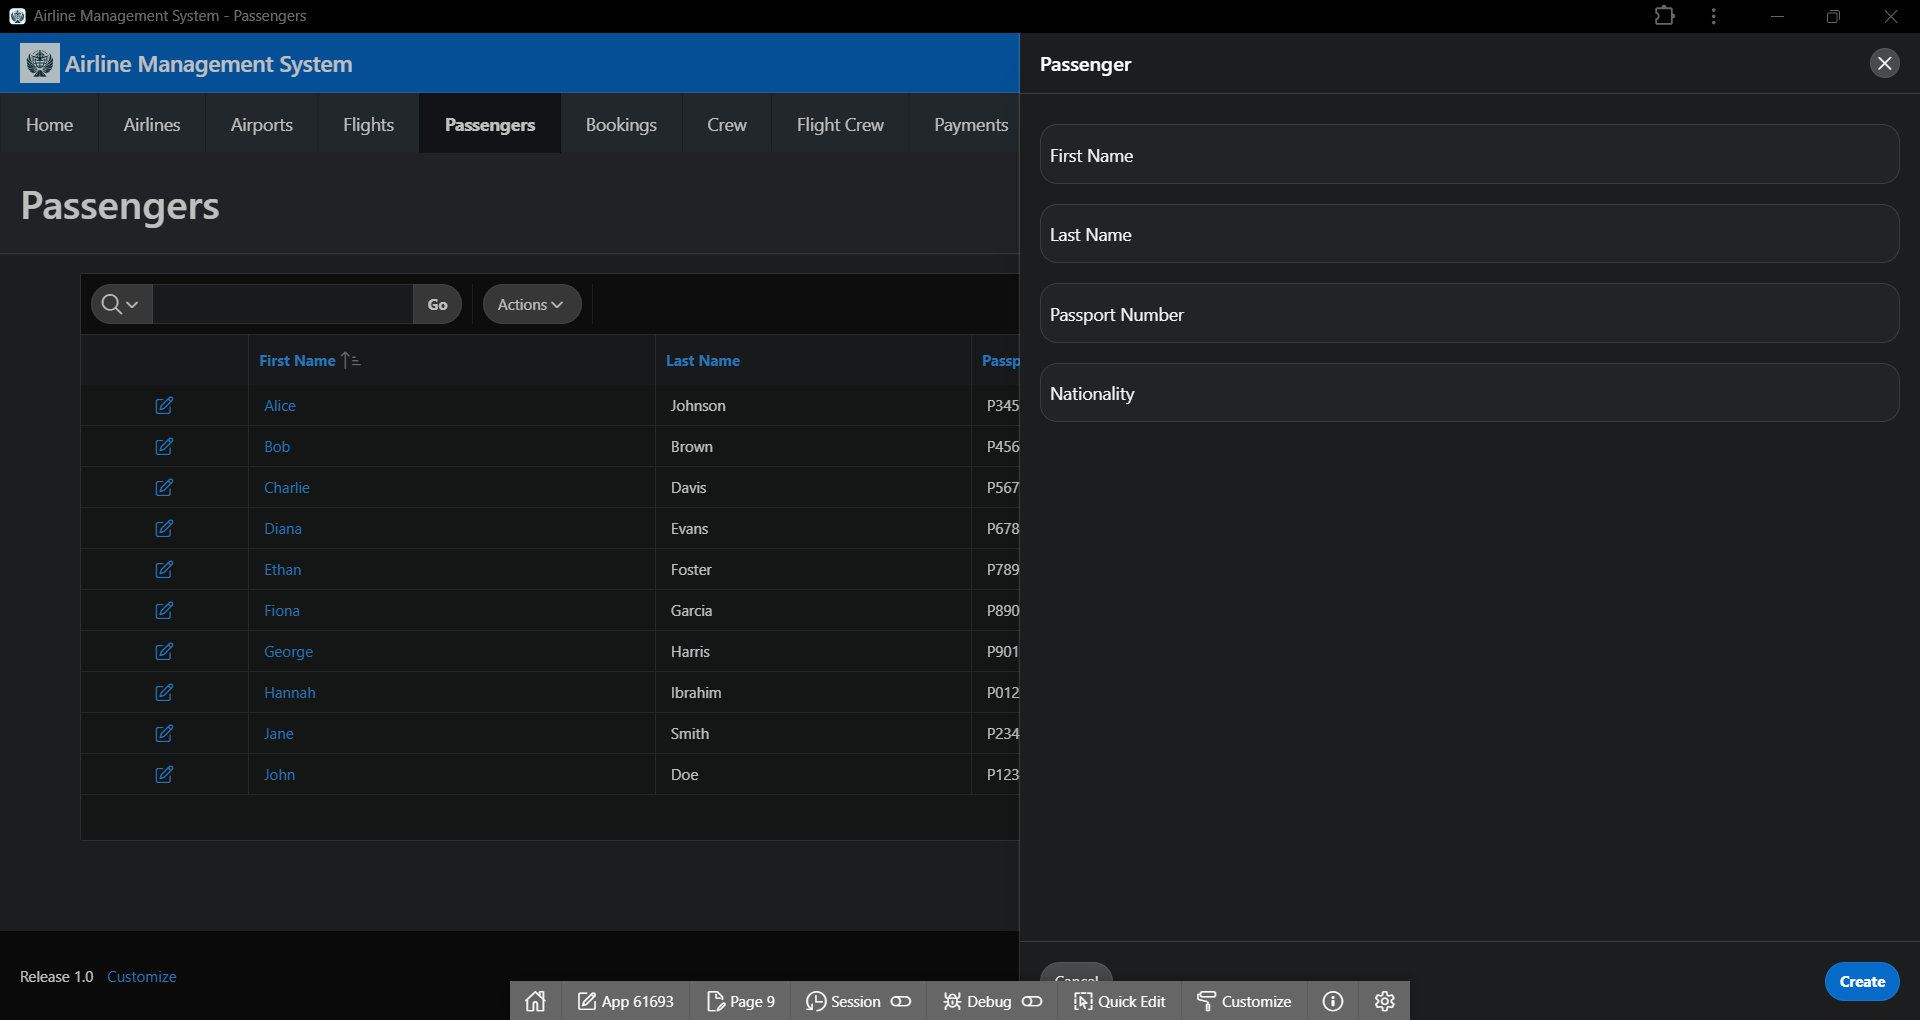 Airline Management System - Passengers
Airline Management System
Home Airlines Airports Flights Passengers Bookings Crew Flight Crew Payments
Passengers
Go Actions
First Name Last Name Passp
Alice Johnson P345
Bob Brown P456
Charlie Davis P567
Diana Evans P678
Ethan Foster P789
Fiona Garcia P890
George Harris P901
Hannah Ibrahim P012
Jane Smith P234
John Doe P123
Release 1.0 Customize
Passenger
First Name
Last Name
Passport Number
Nationality
Cancel Create
App 61693 Page 9 Session Debug Quick Edit Customize